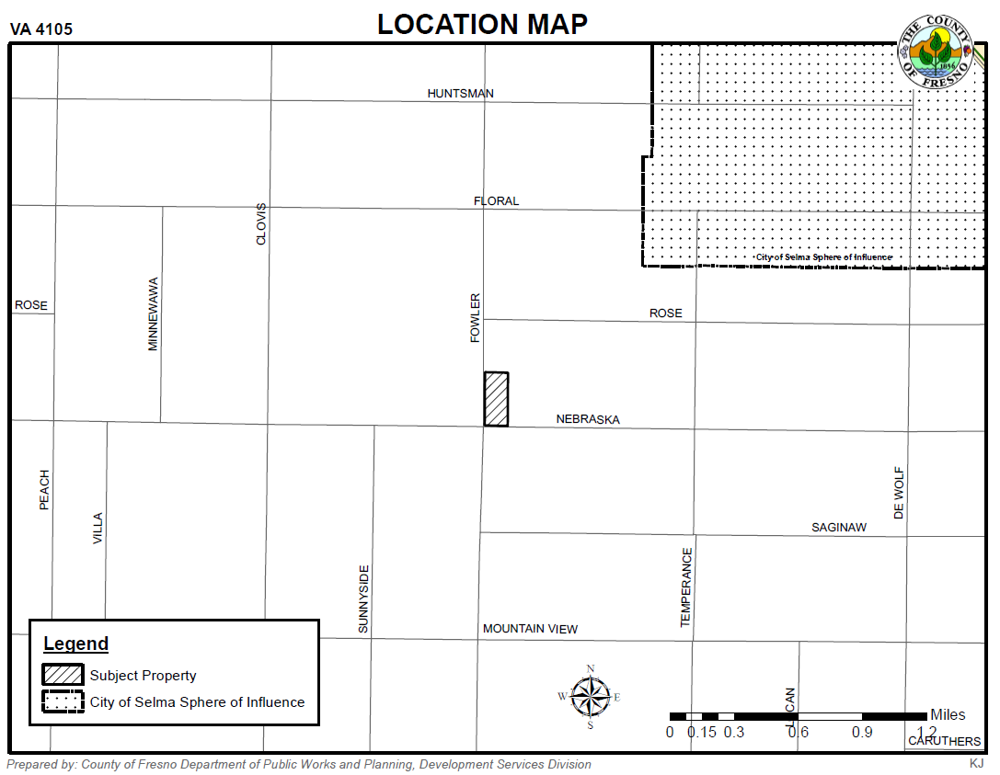 VA 4105
LOCATION MAP
THE COUNTY OF FRESNO
1856
HUNTSMAN
FLORAL
CLOVIS
City of Selma Sphere of Influence
MINNEWAWA
ROSE
FOWLER
ROSE
NEBRASKA
PEACH
VILLA
DE WOLF
SAGINAW
SUNNYSIDE
TEMPERANCE
MOUNTAIN VIEW
Legend
Subject Property
City of Selma Sphere of Influence
N
W E
S
CAN
Miles
0 0.15 0.3 0.6 0.9 1.2
CARUTHERS
Prepared by: County of Fresno Department of Public Works and Planning, Development Services Division
KJ